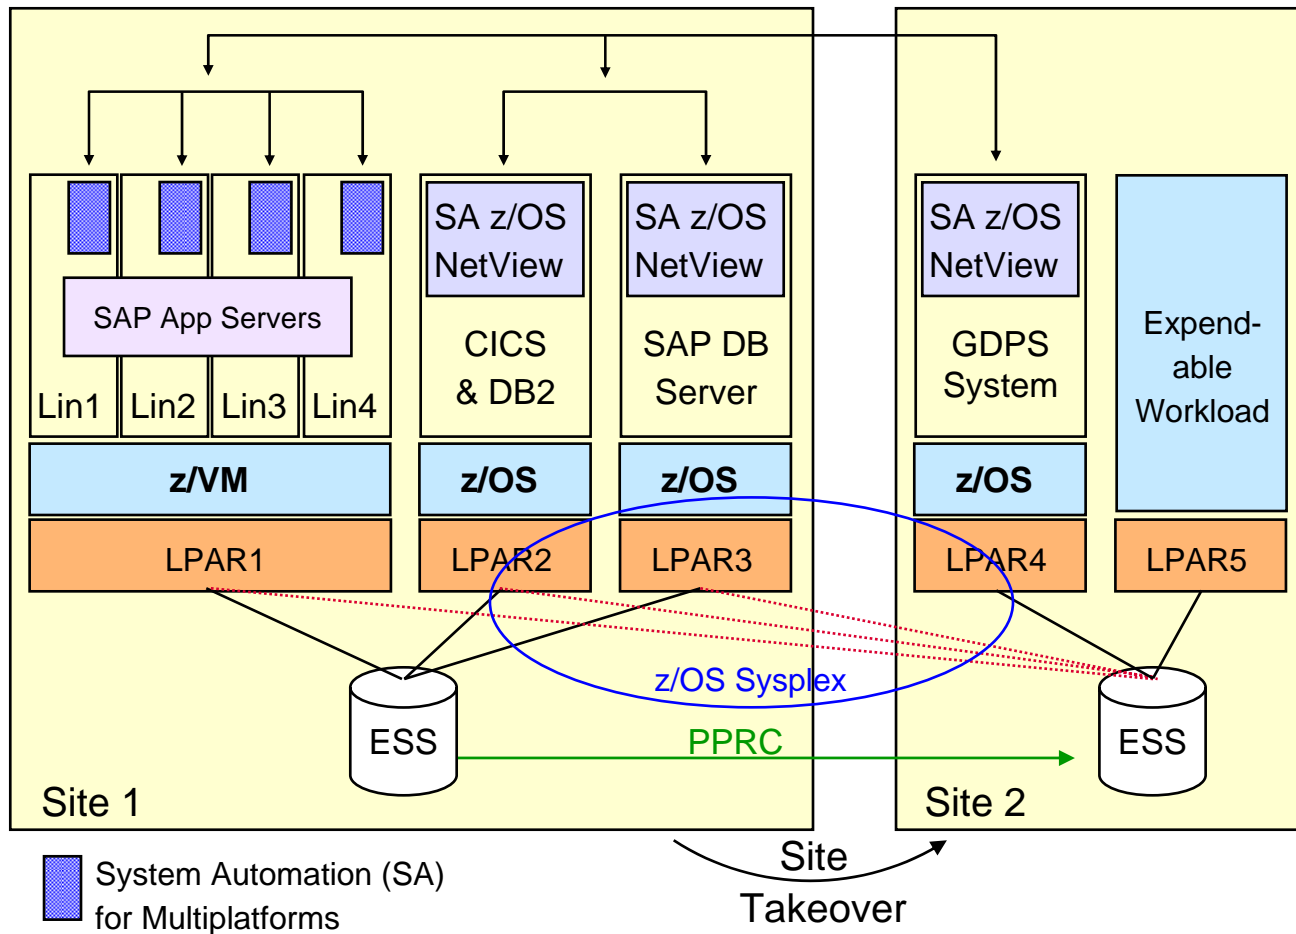 SA z/OS
NetView
SA z/OS
NetView
SA z/OS
NetView
SAP App Servers
CICS
& DB2
SAP DB
Server
GDPS
System
Expend-
able
Workload
Lin1
Lin2
Lin3
Lin4
z/VM
z/OS
z/OS
z/OS
LPAR1
LPAR2
LPAR3
LPAR4
LPAR5
z/OS Sysplex
ESS
PPRC
ESS
Site 1
Site 2
Site
Takeover
System Automation (SA)
for Multiplatforms